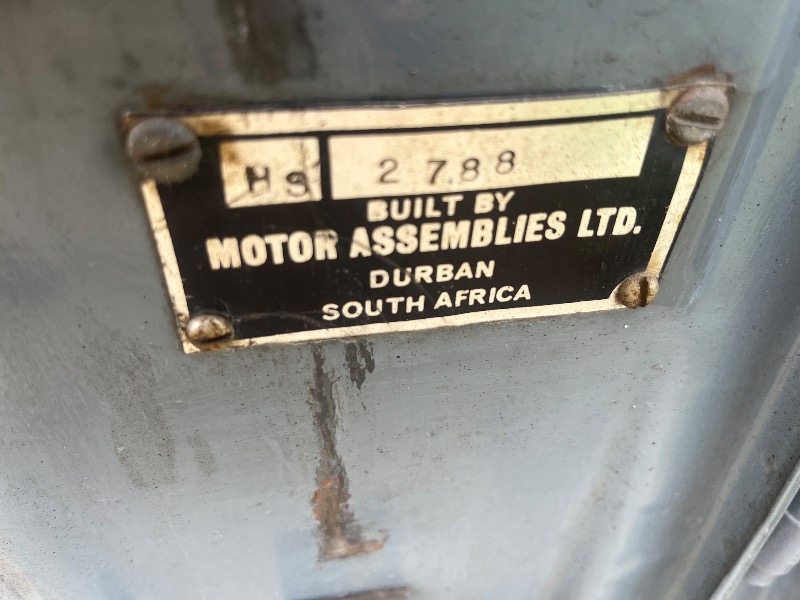 HS 2788
BUILT BY
MOTOR ASSEMBLIES LTD.
DURBAN
SOUTH AFRICA